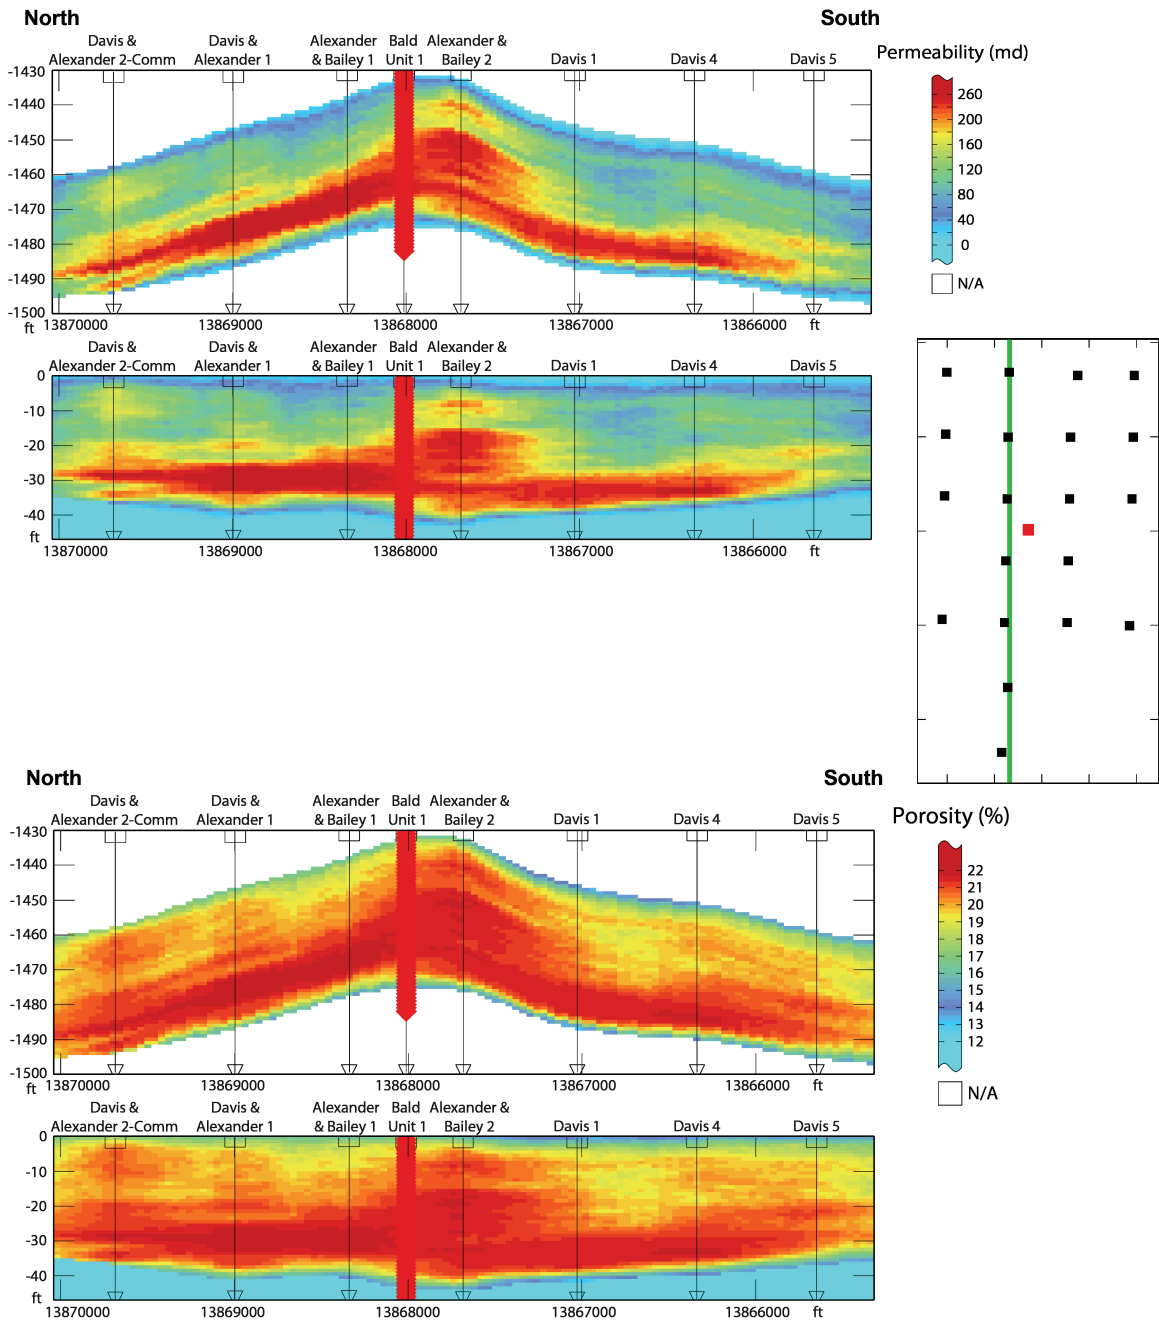 North
South
Davis &
Alexander 2-Comm
Davis &
Alexander 1
Alexander
& Bailey 1
Bald
Unit 1
Alexander &
Bailey 2
Davis 1
Davis 4
Davis 5
-1430
-1440
-1450
-1460
-1470
-1480
-1490
-1500
ft
13870000
13869000
13868000
13867000
13866000
ft
Permeability (md)
260
200
160
120
80
40
0
N/A
Davis &
Alexander 2-Comm
Davis &
Alexander 1
Alexander
& Bailey 1
Bald
Unit 1
Alexander &
Bailey 2
Davis 1
Davis 4
Davis 5
0
-10
-20
-30
-40
ft
13870000
13869000
13868000
13867000
13866000
ft
North
South
Davis &
Alexander 2-Comm
Davis &
Alexander 1
Alexander
& Bailey 1
Bald
Unit 1
Alexander &
Bailey 2
Davis 1
Davis 4
Davis 5
-1430
-1440
-1450
-1460
-1470
-1480
-1490
-1500
ft
13870000
13869000
13868000
13867000
13866000
ft
Porosity (%)
22
21
20
19
18
17
16
15
14
13
12
N/A
Davis &
Alexander 2-Comm
Davis &
Alexander 1
Alexander
& Bailey 1
Bald
Unit 1
Alexander &
Bailey 2
Davis 1
Davis 4
Davis 5
0
-10
-20
-30
-40
ft
13870000
13869000
13868000
13867000
13866000
ft